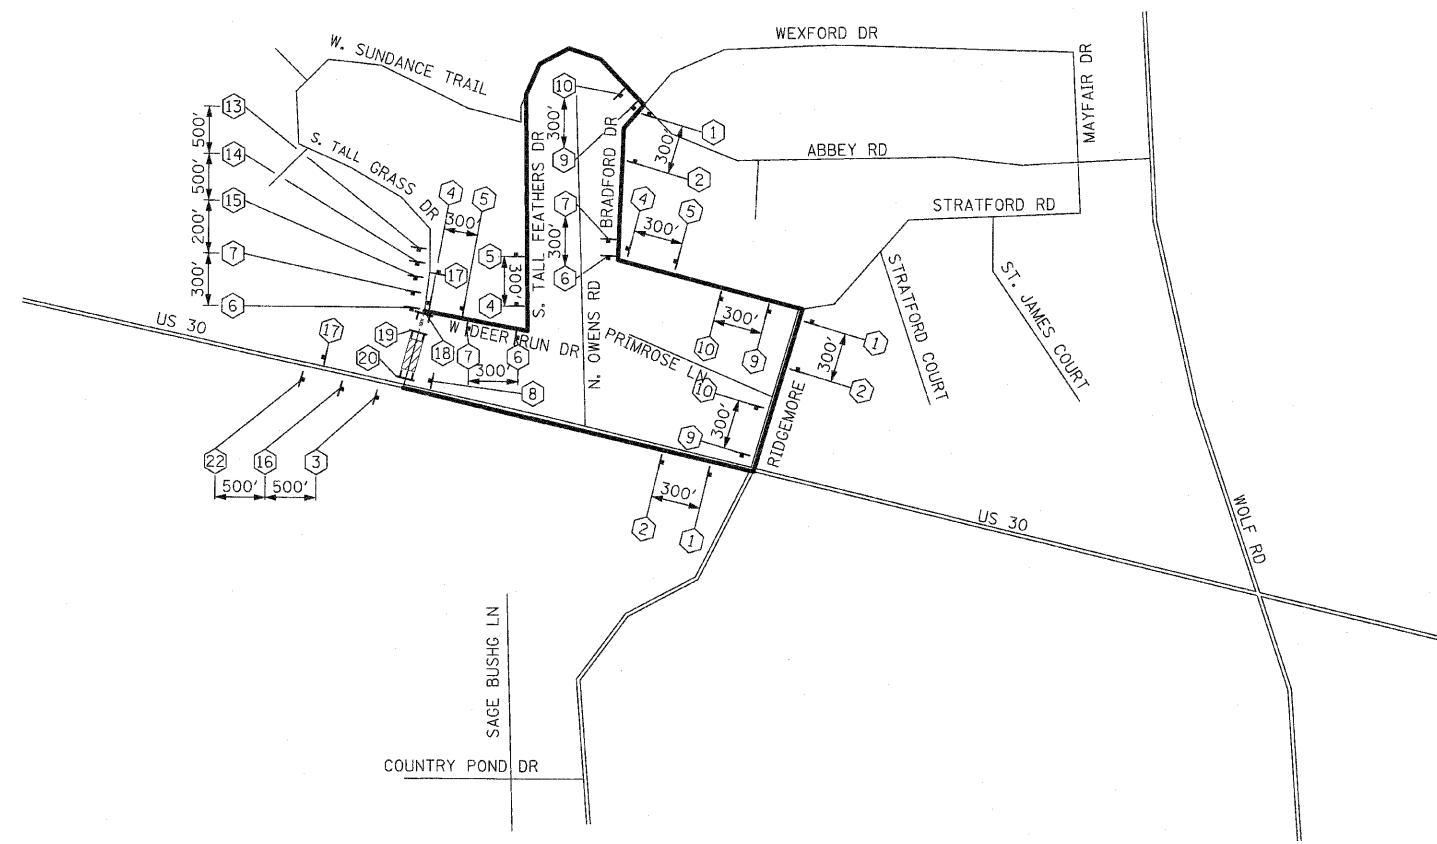 WEXFORD DR
W. SUNDANCE TRAIL
MAYFAIR DR
10
13
500'
300'
1
S. TALL GRASS DR
S. TALL FEATHERS DR
BRADFORD DR
300'
ABBEY RD
14
9
500'
2
4
5
15
7
4
5
STRATFORD RD
200'
300'
300'
300'
7
5
STRATFORD COURT
ST. JAMES COURT
17
300'
6
300'
6
4
N. OWENS RD
US 30
17
19
W DEER RUN DR
PRIMROSE LN
300'
1
20
18
7
6
10
9
300'
300'
2
8
10
RIDGEMORE
300'
9
22
16
3
500'
500'
300'
2
1
US 30
WOLF RD
SAGE BUSHG LN
COUNTRY POND DR